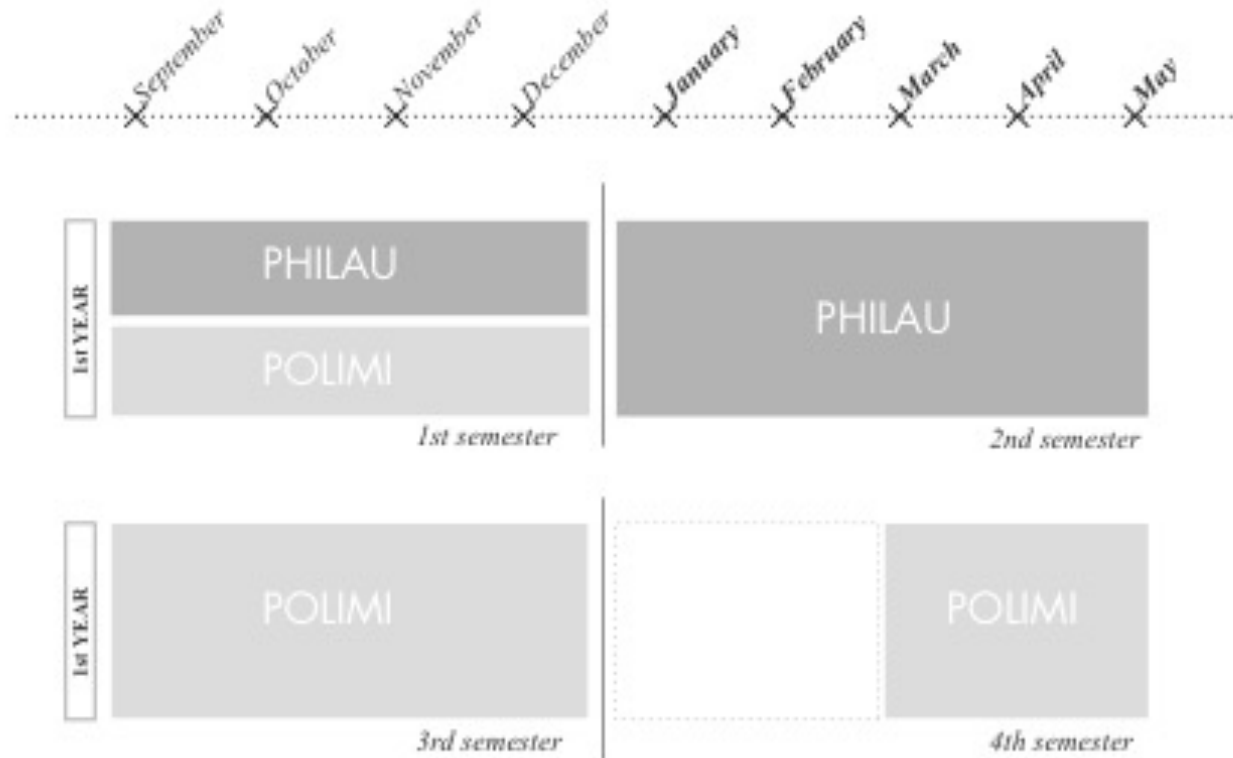 September
October
November
December
January
February
March
April
May
1st YEAR
PHILAU
POLIMI
1st semester
PHILAU
2nd semester
1st YEAR
POLIMI
3rd semester
POLIMI
4th semester